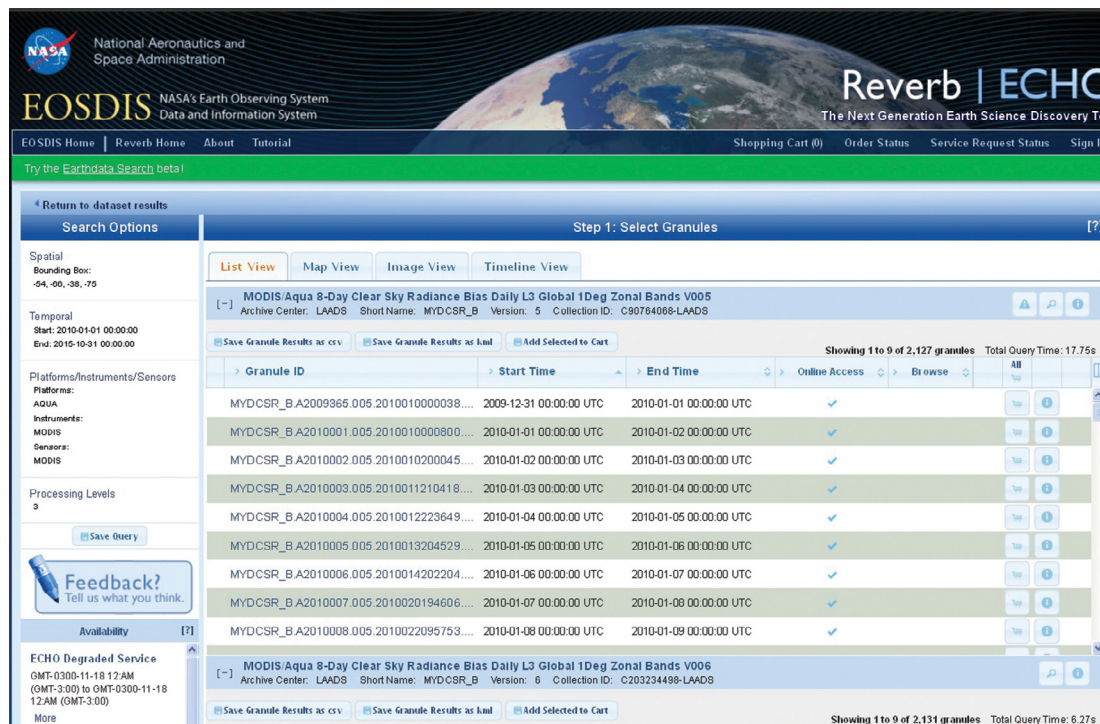 NASA
National Aeronautics and
Space Administration
EOSDIS NASA's Earth Observing System
Data and Information System
Reverb | ECHO
The Next Generation Earth Science Discovery
EOSDIS Home | Reverb Home About Tutorial Shopping Cart (0) Order Status Service Request Status Sign
Try the Earthdata Search beta!
Return to dataset results
Search Options
Spatial
Bounding Box:
-54, -66, -38, -75
Temporal
Start: 2010-01-01 00:00:00
End: 2015-10-31 00:00:00
Platforms/Instruments/Sensors
Platforms:
AQUA
Instruments:
MODIS
Sensors:
MODIS
Processing Levels
3
Save Query
Feedback?
Tell us what you think.
Availability [?]
ECHO Degraded Service
GMT-0300-11-18 12:AM
(GMT-3:00) to GMT-0300-11-18
12:AM (GMT-3:00)
More
Step 1: Select Granules [?]
List View Map View Image View Timeline View
[-] MODIS/Aqua 8-Day Clear Sky Radiance Bias Daily L3 Global 1Deg Zonal Bands V005
Archive Center: LAADS Short Name: MYDCSR_B Version: 5 Collection ID: C90764068-LAADS
Save Granule Results as csv Save Granule Results as kml Add Selected to Cart
Showing 1 to 9 of 2,127 granules Total Query Time: 17.75s
Granule ID Start Time End Time Online Access Browse All
MYDCSR_B.A2009365.005.2010010000038.... 2009-12-31 00:00:00 UTC 2010-01-01 00:00:00 UTC
MYDCSR_B.A2010001.005.2010010000800.... 2010-01-01 00:00:00 UTC 2010-01-02 00:00:00 UTC
MYDCSR_B.A2010002.005.2010010200045.... 2010-01-02 00:00:00 UTC 2010-01-03 00:00:00 UTC
MYDCSR_B.A2010003.005.2010011210418.... 2010-01-03 00:00:00 UTC 2010-01-04 00:00:00 UTC
MYDCSR_B.A2010004.005.2010012223649.... 2010-01-04 00:00:00 UTC 2010-01-05 00:00:00 UTC
MYDCSR_B.A2010005.005.2010013204529.... 2010-01-05 00:00:00 UTC 2010-01-06 00:00:00 UTC
MYDCSR_B.A2010006.005.2010014202204.... 2010-01-06 00:00:00 UTC 2010-01-07 00:00:00 UTC
MYDCSR_B.A2010007.005.2010020194606.... 2010-01-07 00:00:00 UTC 2010-01-08 00:00:00 UTC
MYDCSR_B.A2010008.005.2010022095753.... 2010-01-08 00:00:00 UTC 2010-01-09 00:00:00 UTC
[-] MODIS/Aqua 8-Day Clear Sky Radiance Bias Daily L3 Global 1Deg Zonal Bands V006
Archive Center: LAADS Short Name: MYDCSR_B Version: 6 Collection ID: C203234498-LAADS
Save Granule Results as csv Save Granule Results as kml Add Selected to Cart
Showing 1 to 9 of 2,131 granules Total Query Time: 6.27s